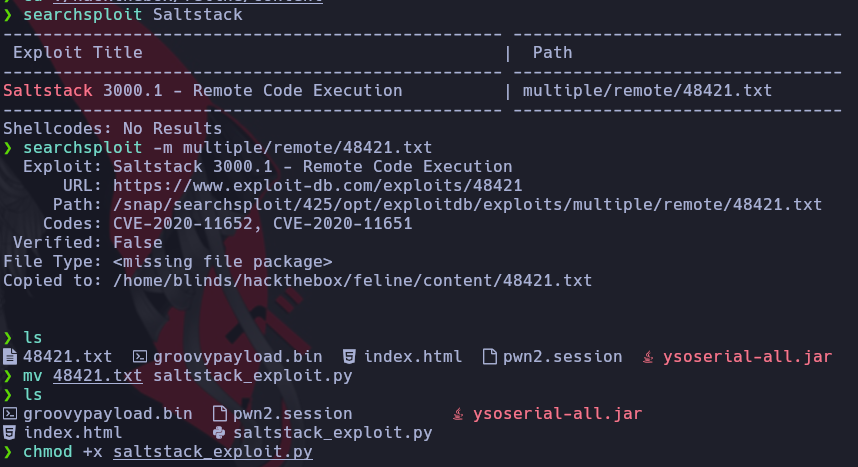 ❯ searchsploit Saltstack
-------------------------------------------------- ---------------------------------
 Exploit Title                                    |  Path
-------------------------------------------------- ---------------------------------
Saltstack 3000.1 - Remote Code Execution          | multiple/remote/48421.txt
-------------------------------------------------- ---------------------------------
Shellcodes: No Results
❯ searchsploit -m multiple/remote/48421.txt
  Exploit: Saltstack 3000.1 - Remote Code Execution
      URL: https://www.exploit-db.com/exploits/48421
     Path: /snap/searchsploit/425/opt/exploitdb/exploits/multiple/remote/48421.txt
    Codes: CVE-2020-11652, CVE-2020-11651
 Verified: False
File Type: <missing file package>
Copied to: /home/blinds/hackthebox/feline/content/48421.txt
❯ ls
48421.txt groovypayload.bin index.html pwn2.session ysoserial-all.jar
❯ mv 48421.txt saltstack_exploit.py
❯ ls
groovypayload.bin pwn2.session ysoserial-all.jar
index.html saltstack_exploit.py
❯ chmod +x saltstack_exploit.py